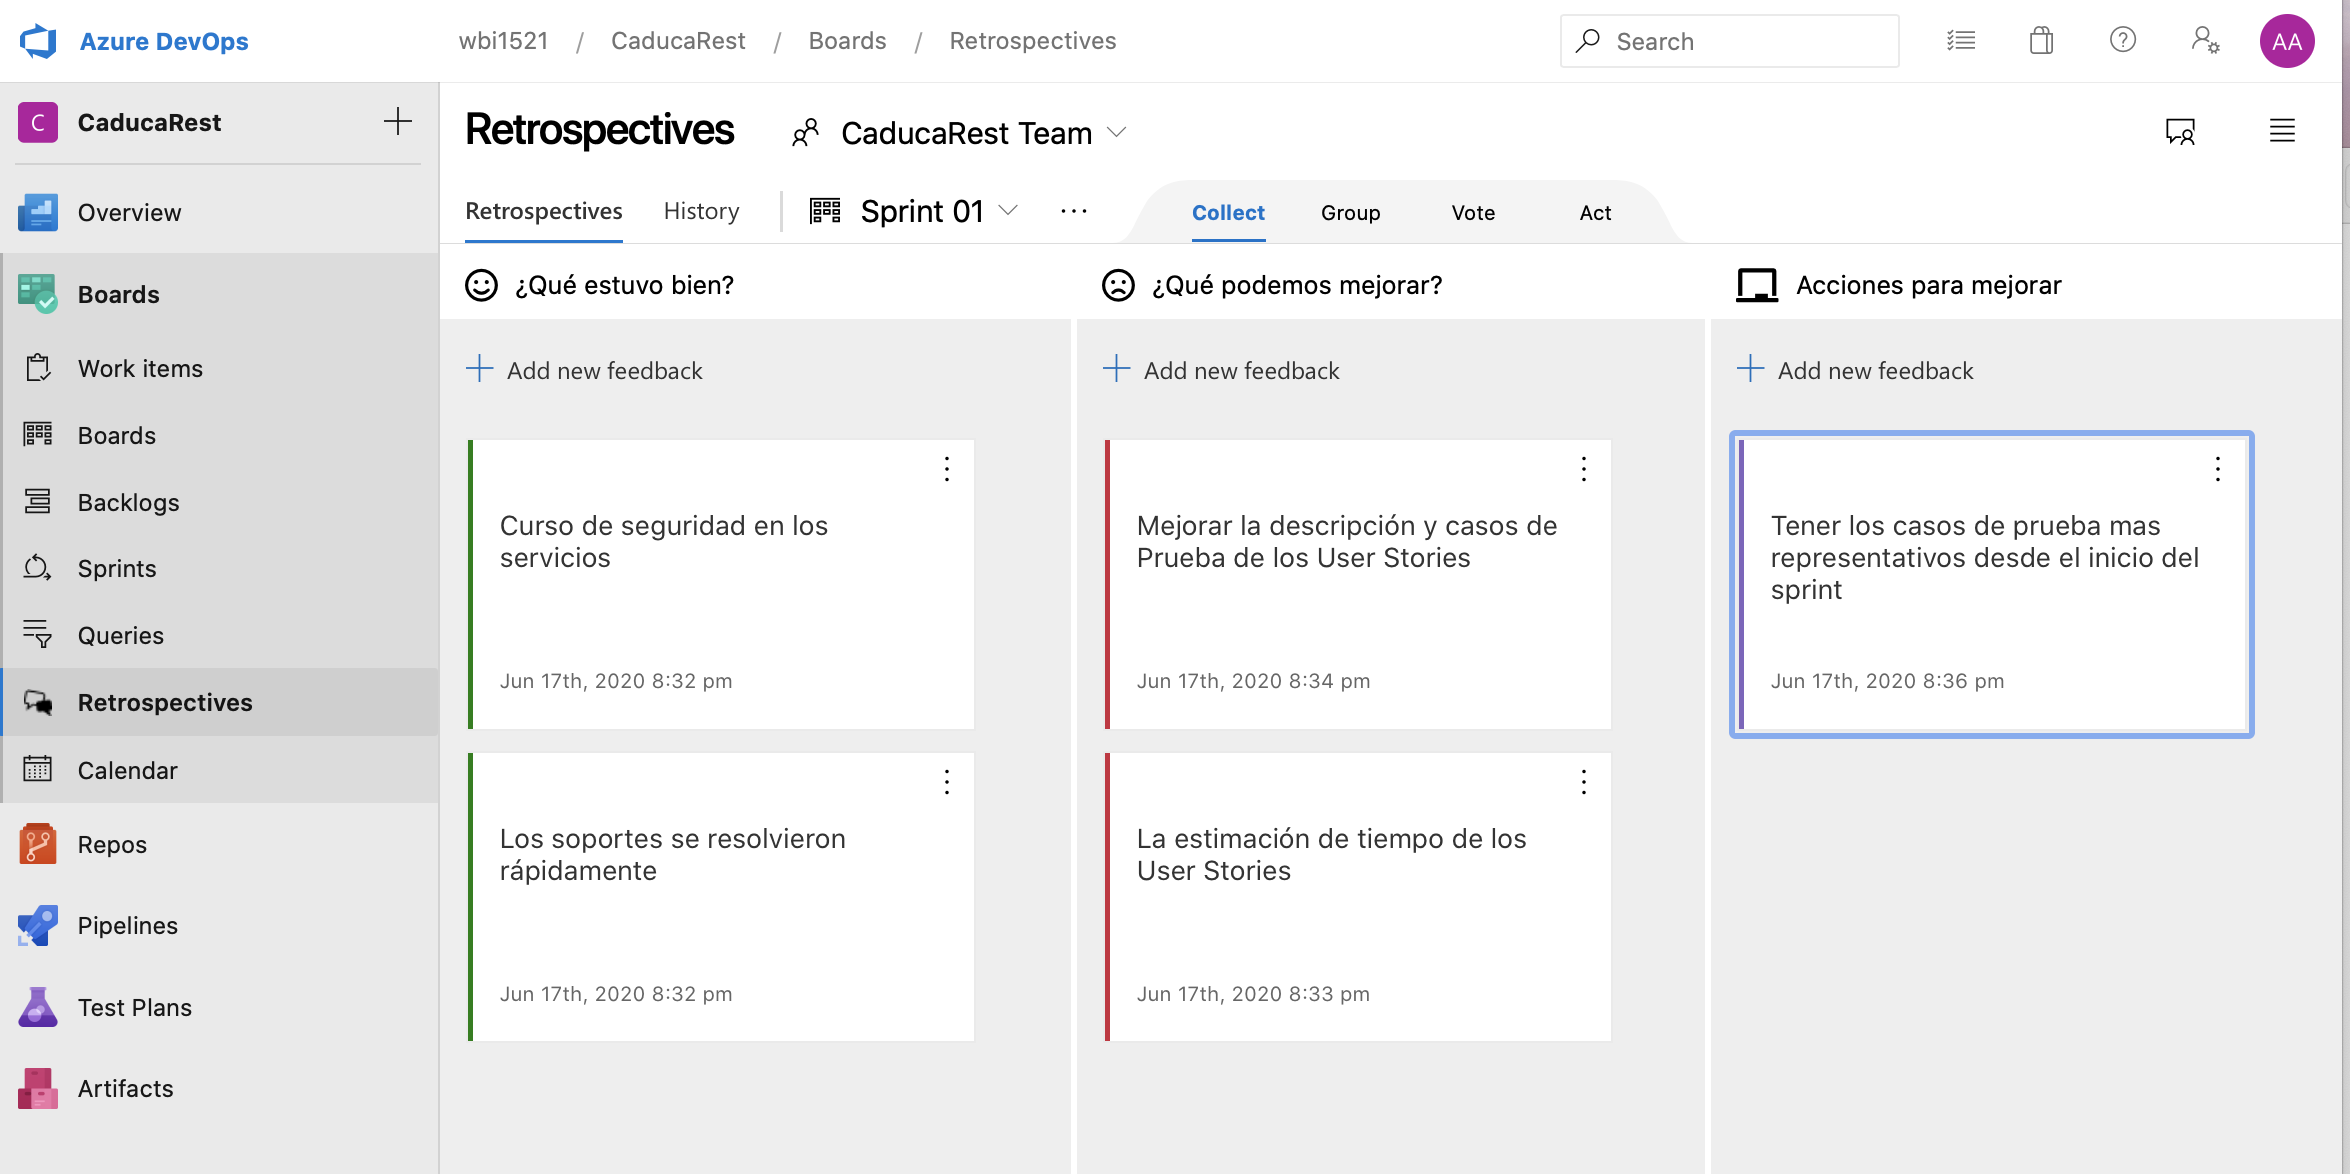 Azure DevOps
wbi1521 / CaducaRest / Boards / Retrospectives
Search
AA
C CaducaRest
Overview
Boards
Work items
Boards
Backlogs
Sprints
Queries
Retrospectives
Calendar
Repos
Pipelines
Test Plans
Artifacts
Retrospectives
CaducaRest Team
Retrospectives
History
Sprint 01
Collect
Group
Vote
Act
¿Qué estuvo bien?
Add new feedback
Curso de seguridad en los
servicios
Jun 17th, 2020 8:32 pm
Los soportes se resolvieron
rápidamente
Jun 17th, 2020 8:32 pm
¿Qué podemos mejorar?
Add new feedback
Mejorar la descripción y casos de
Prueba de los User Stories
Jun 17th, 2020 8:34 pm
La estimación de tiempo de los
User Stories
Jun 17th, 2020 8:33 pm
Acciones para mejorar
Add new feedback
Tener los casos de prueba mas
representativos desde el inicio del
sprint
Jun 17th, 2020 8:36 pm